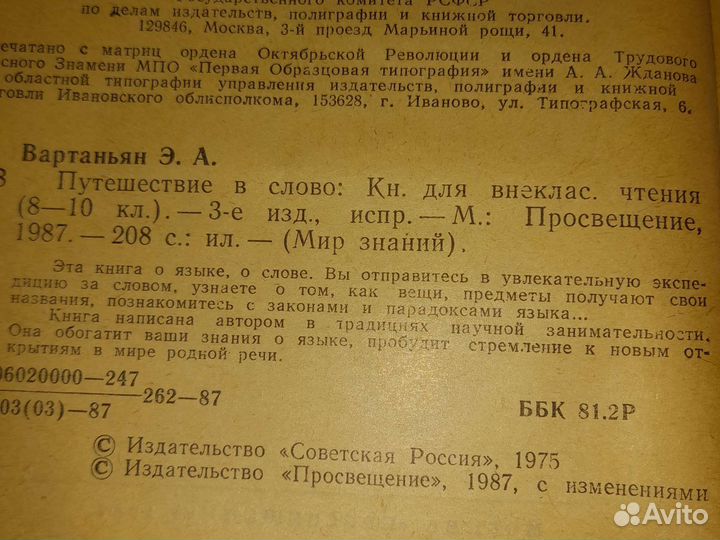 Государственного комитета РСФСР
по делам издательств, полиграфии и книжной торговли.
129846, Москва, 3-й проезд Марьиной рощи, 41.
ечатано с матриц ордена Октябрьской Революции и ордена Трудового
сного Знамени МПО «Первая Образцовая типография» имени А. А. Жданова
областной типографии управления издательств, полиграфии и книжной
говли Ивановского облисполкома, 153628, г. Иваново, ул. Типографская, 6.
Вартаньян Э. А.
8 Путешествие в слово: Кн. для внеклас. чтения
(8—10 кл.). — 3-е изд., испр. — М.: Просвещение,
1987. — 208 с.: ил. — (Мир знаний).
Эта книга о языке, о слове. Вы отправитесь в увлекательную экспе-
дицию за словом, узнаете о том, как вещи, предметы получают свои
названия, познакомитесь с законами и парадоксами языка...
Книга написана автором в традициях научной занимательности.
Она обогатит ваши знания о языке, пробудит стремление к новым от-
крытиям в мире родной речи.
06020000—247
03(03)—87
262—87
ББК 81.2Р
© Издательство «Советская Россия», 1975
© Издательство «Просвещение», 1987, с изменениями
Avito